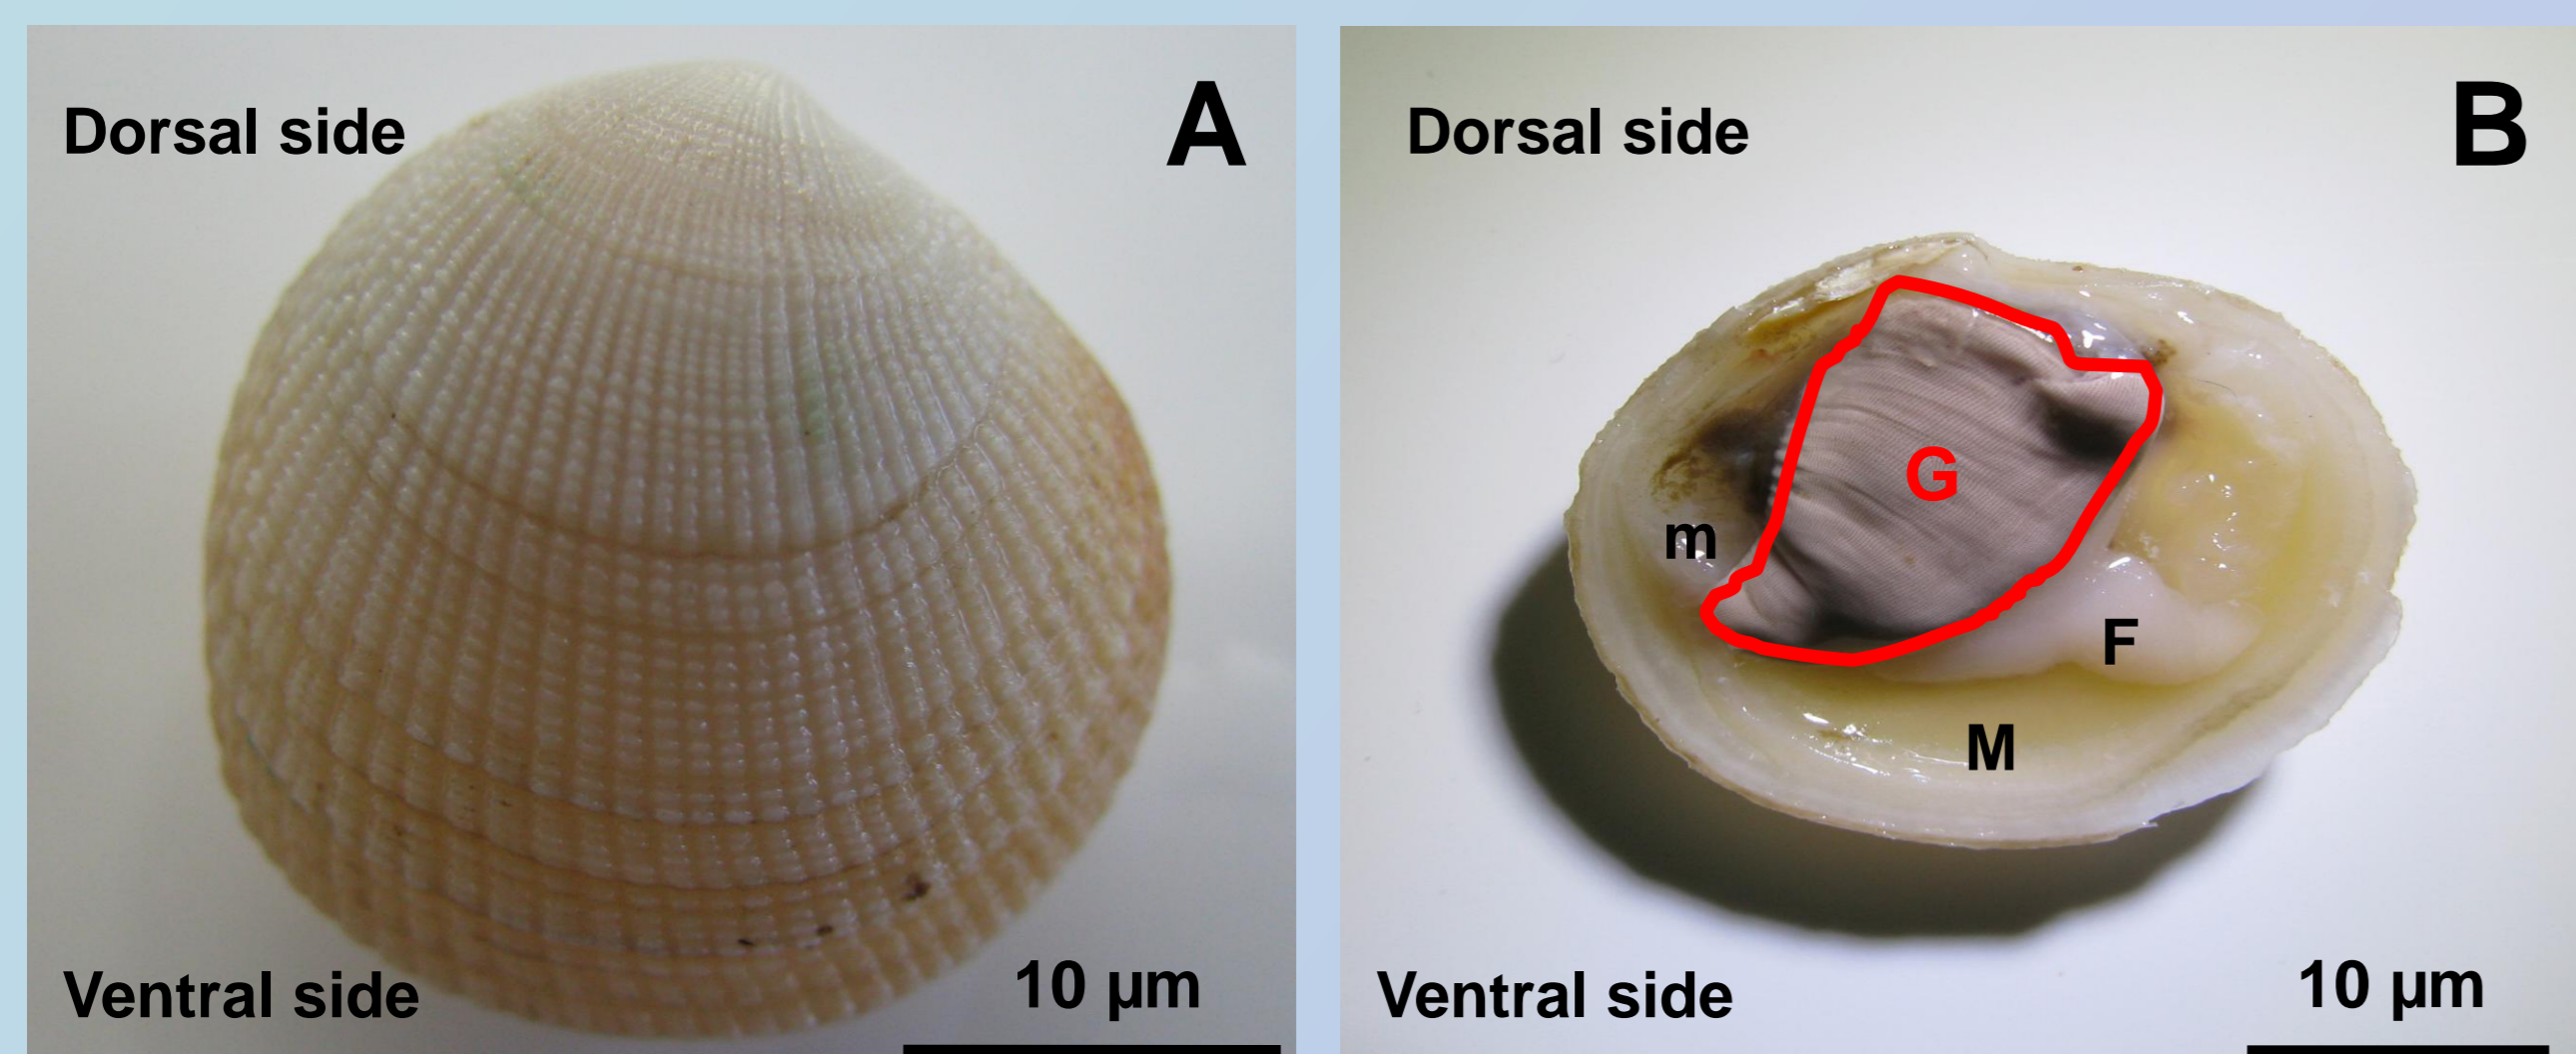 Dorsal side
A
Ventral side
10 µm
Dorsal side
B
G
m
F
M
Ventral side
10 µm